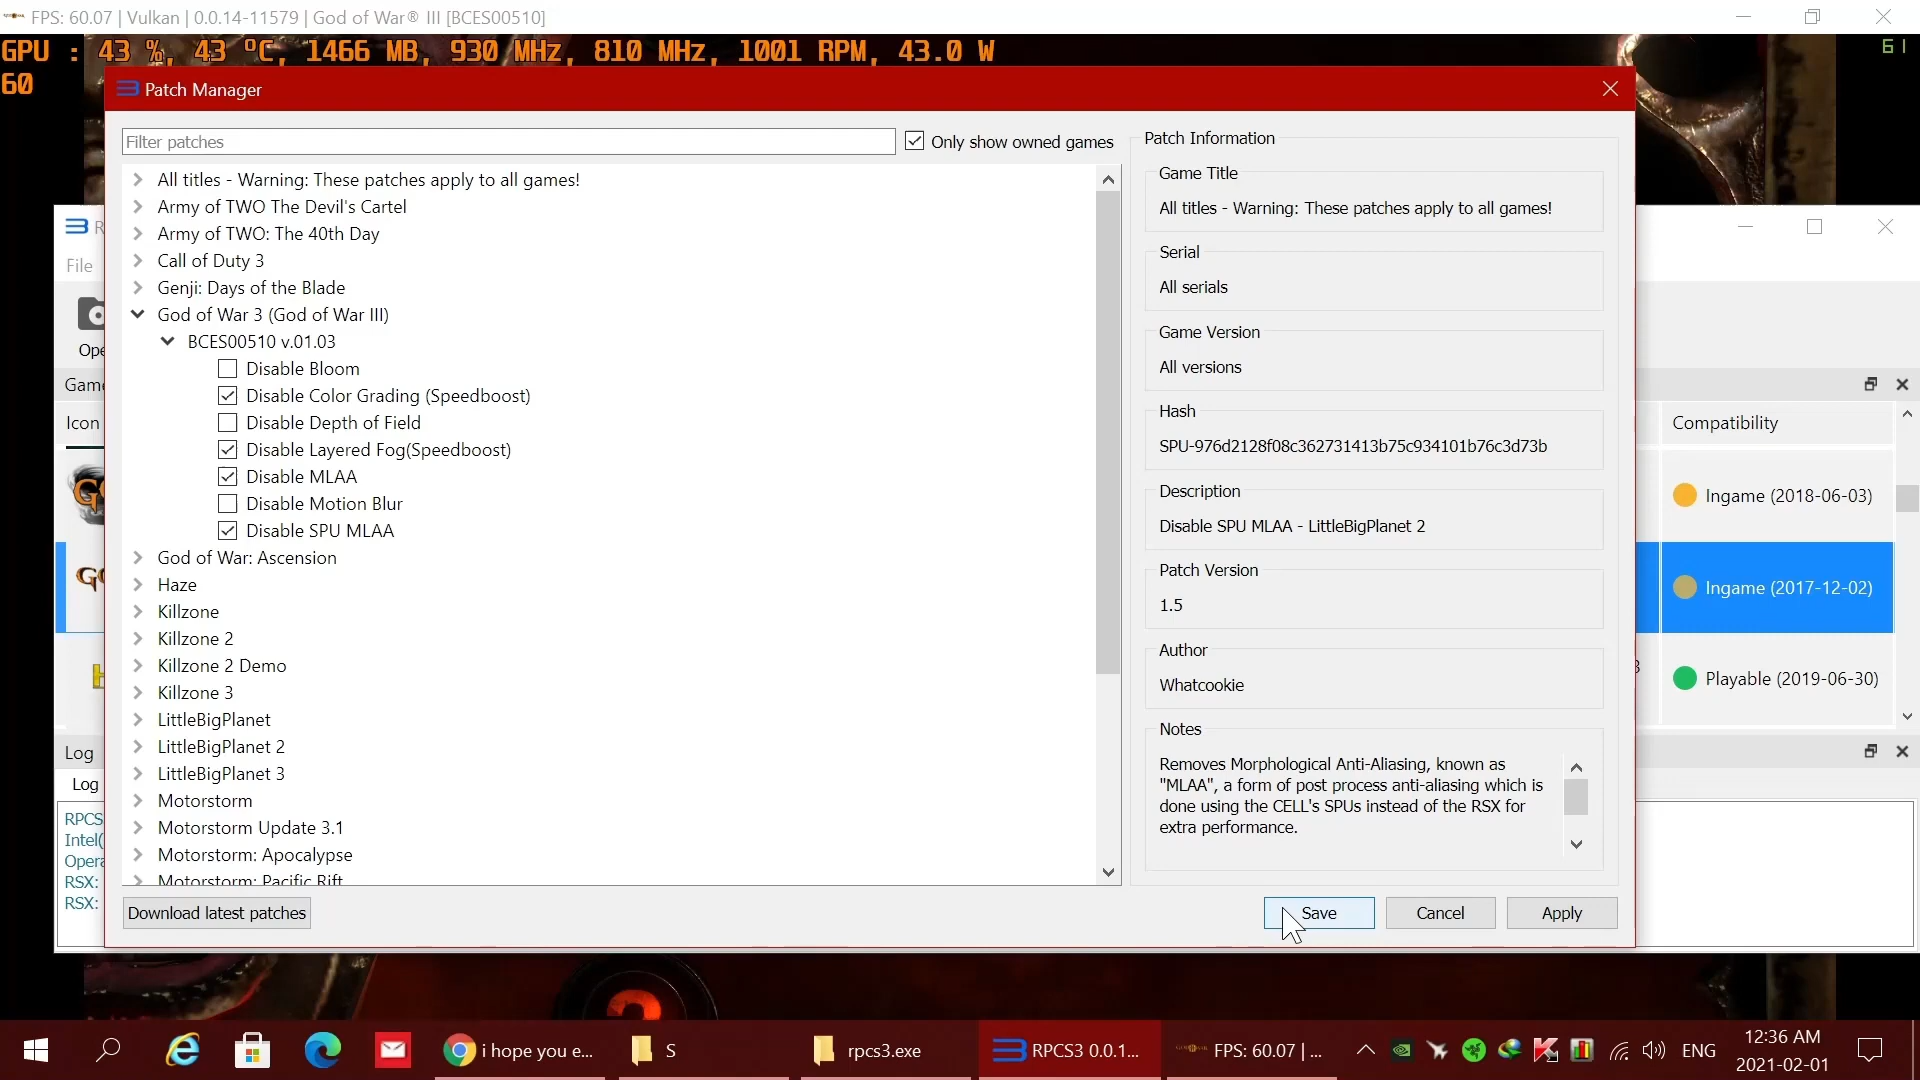 FPS: 60.07 | Vulkan | 0.0.14-11579 | God of War® III [BCES00510]
GPU : 43 %, 43 °C, 1466 MB, 930 MHz, 810 MHz, 1001 RPM, 43.0 W
60
61
Patch Manager
Filter patches
Only show owned games
All titles - Warning: These patches apply to all games!
Army of TWO The Devil's Cartel
Army of TWO: The 40th Day
Call of Duty 3
Genji: Days of the Blade
God of War 3 (God of War III)
BCES00510 v.01.03
Disable Bloom
Disable Color Grading (Speedboost)
Disable Depth of Field
Disable Layered Fog(Speedboost)
Disable MLAA
Disable Motion Blur
Disable SPU MLAA
God of War: Ascension
Haze
Killzone
Killzone 2
Killzone 2 Demo
Killzone 3
LittleBigPlanet
LittleBigPlanet 2
LittleBigPlanet 3
Motorstorm
Motorstorm Update 3.1
Motorstorm: Apocalypse
Motorstorm: Pacific Rift
Download latest patches
Patch Information
Game Title
All titles - Warning: These patches apply to all games!
Serial
All serials
Game Version
All versions
Hash
SPU-976d2128f08c362731413b75c934101b76c3d73b
Description
Disable SPU MLAA - LittleBigPlanet 2
Patch Version
1.5
Author
Whatcookie
Notes
Removes Morphological Anti-Aliasing, known as
"MLAA", a form of post process anti-aliasing which is
done using the CELL's SPUs instead of the RSX for
extra performance.
Save
Cancel
Apply
R
File
Ope
Game
Icon
Log
Log
RPCS
Intel(
Opera
RSX:
RSX:
Compatibility
Ingame (2018-06-03)
Ingame (2017-12-02)
Playable (2019-06-30)
i hope you e...
S
rpcs3.exe
RPCS3 0.0.1...
FPS: 60.07 | ...
ENG
12:36 AM
2021-02-01